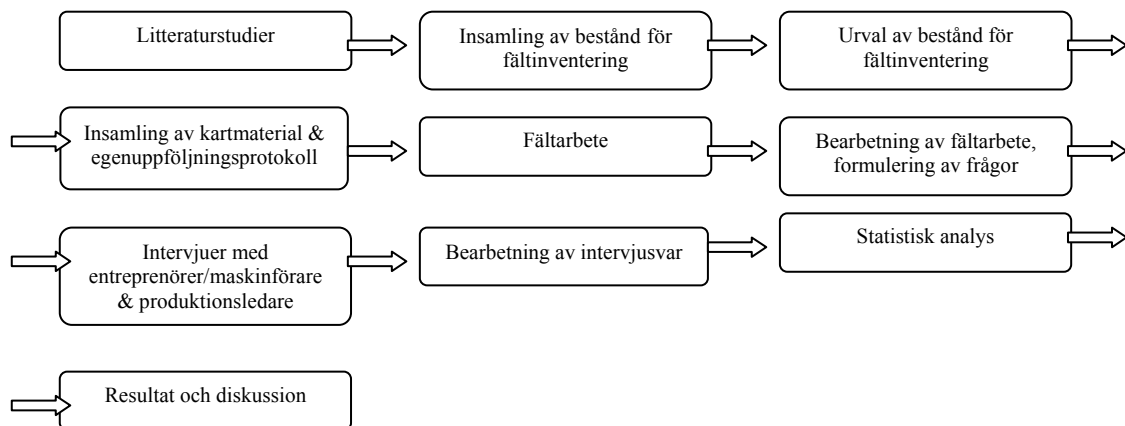 Litteraturstudier
Insamling av bestånd för
fältinventering
Urval av bestånd för
fältinventering
Insamling av kartmaterial &
egenuppföljningsprotokoll
Fältarbete
Bearbetning av fältarbete,
formulering av frågor
Intervjuer med
entreprenörer/maskinförare
& produktionsledare
Bearbetning av intervjusvar
Statistisk analys
Resultat och diskussion